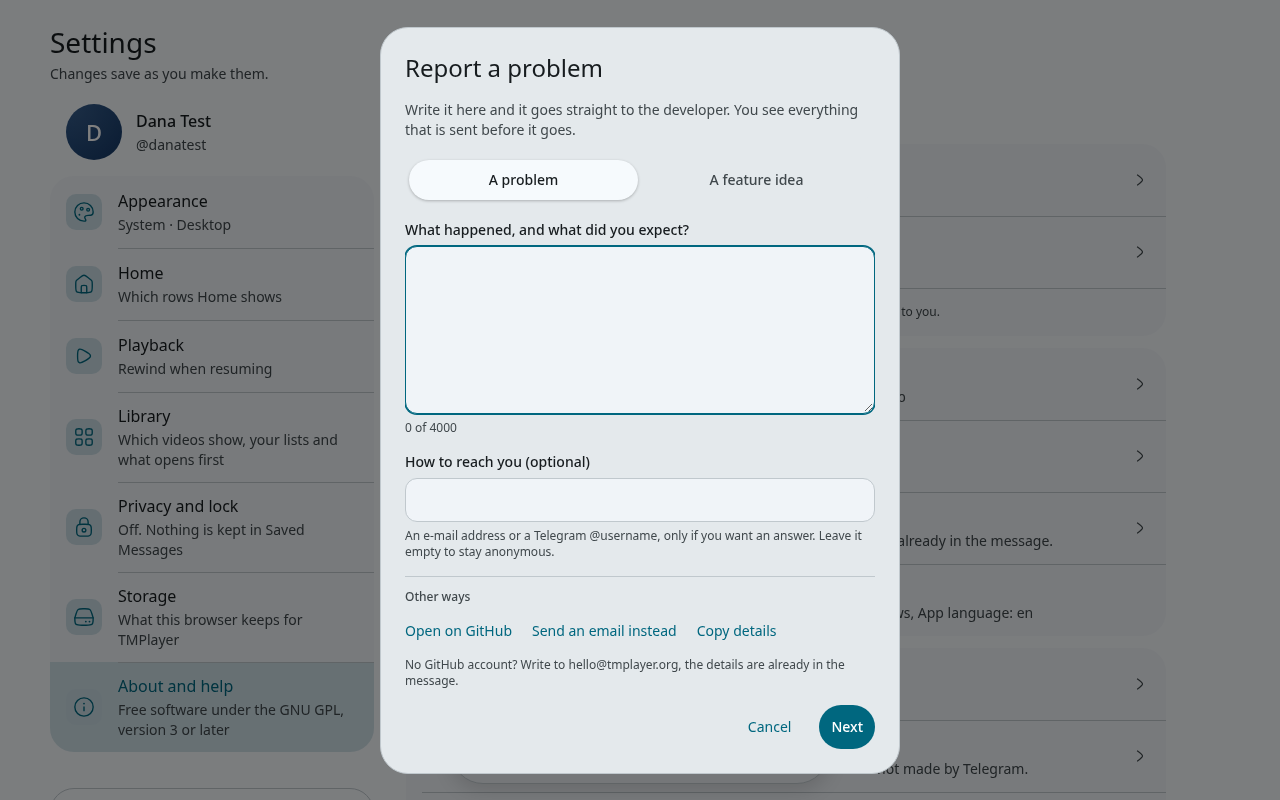 Settings
Changes save as you make them.
D
Dana Test
@danatest
Appearance
System · Desktop
Home
Which rows Home shows
Playback
Rewind when resuming
Library
Which videos show, your lists and
what opens first
Privacy and lock
Off. Nothing is kept in Saved
Messages
Storage
What this browser keeps for
TMPlayer
About and help
Free software under the GNU GPL,
version 3 or later
Report a problem
Write it here and it goes straight to the developer. You see everything
that is sent before it goes.
A problem
A feature idea
What happened, and what did you expect?
0 of 4000
How to reach you (optional)
An e-mail address or a Telegram @username, only if you want an answer. Leave it
empty to stay anonymous.
Other ways
Open on GitHub
Send an email instead
Copy details
No GitHub account? Write to hello@tmplayer.org, the details are already in the
message.
Cancel
Next
to you.
already in the message.
App language: en
not made by Telegram.